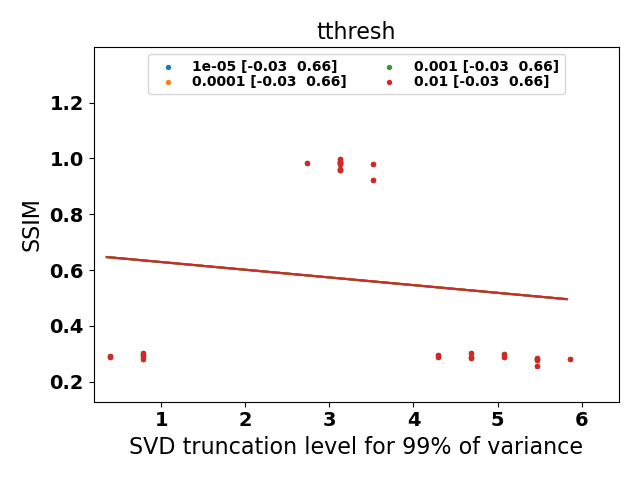 tthresh
1e-05 [-0.03  0.66]
0.0001 [-0.03  0.66]
0.001 [-0.03  0.66]
0.01 [-0.03  0.66]
SSIM
1.2
1.0
0.8
0.6
0.4
0.2
1 2 3 4 5 6
SVD truncation level for 99% of variance